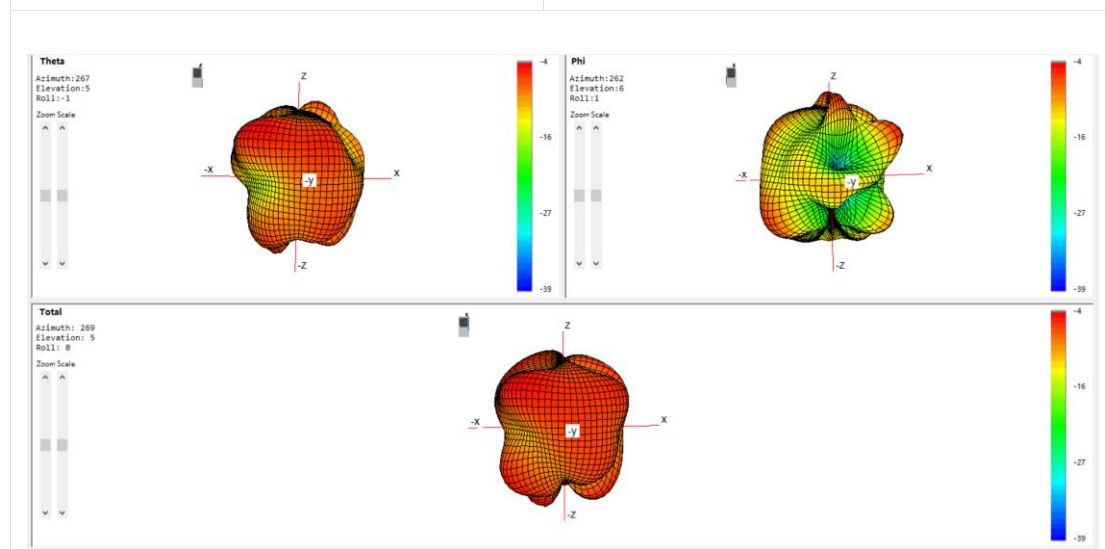 Theta
Azimuth:267
Elevation:5
Roll:-1
Zoom Scale
Z
-X
-y
X
-Z
-4
-16
-27
-39
Phi
Azimuth:262
Elevation:6
Roll:1
Zoom Scale
Z
-X
-y
X
-Z
-4
-16
-27
-39
Total
Azimuth: 269
Elevation: 5
Roll: 0
Zoom Scale
Z
-X
-y
X
-Z
-4
-16
-27
-39